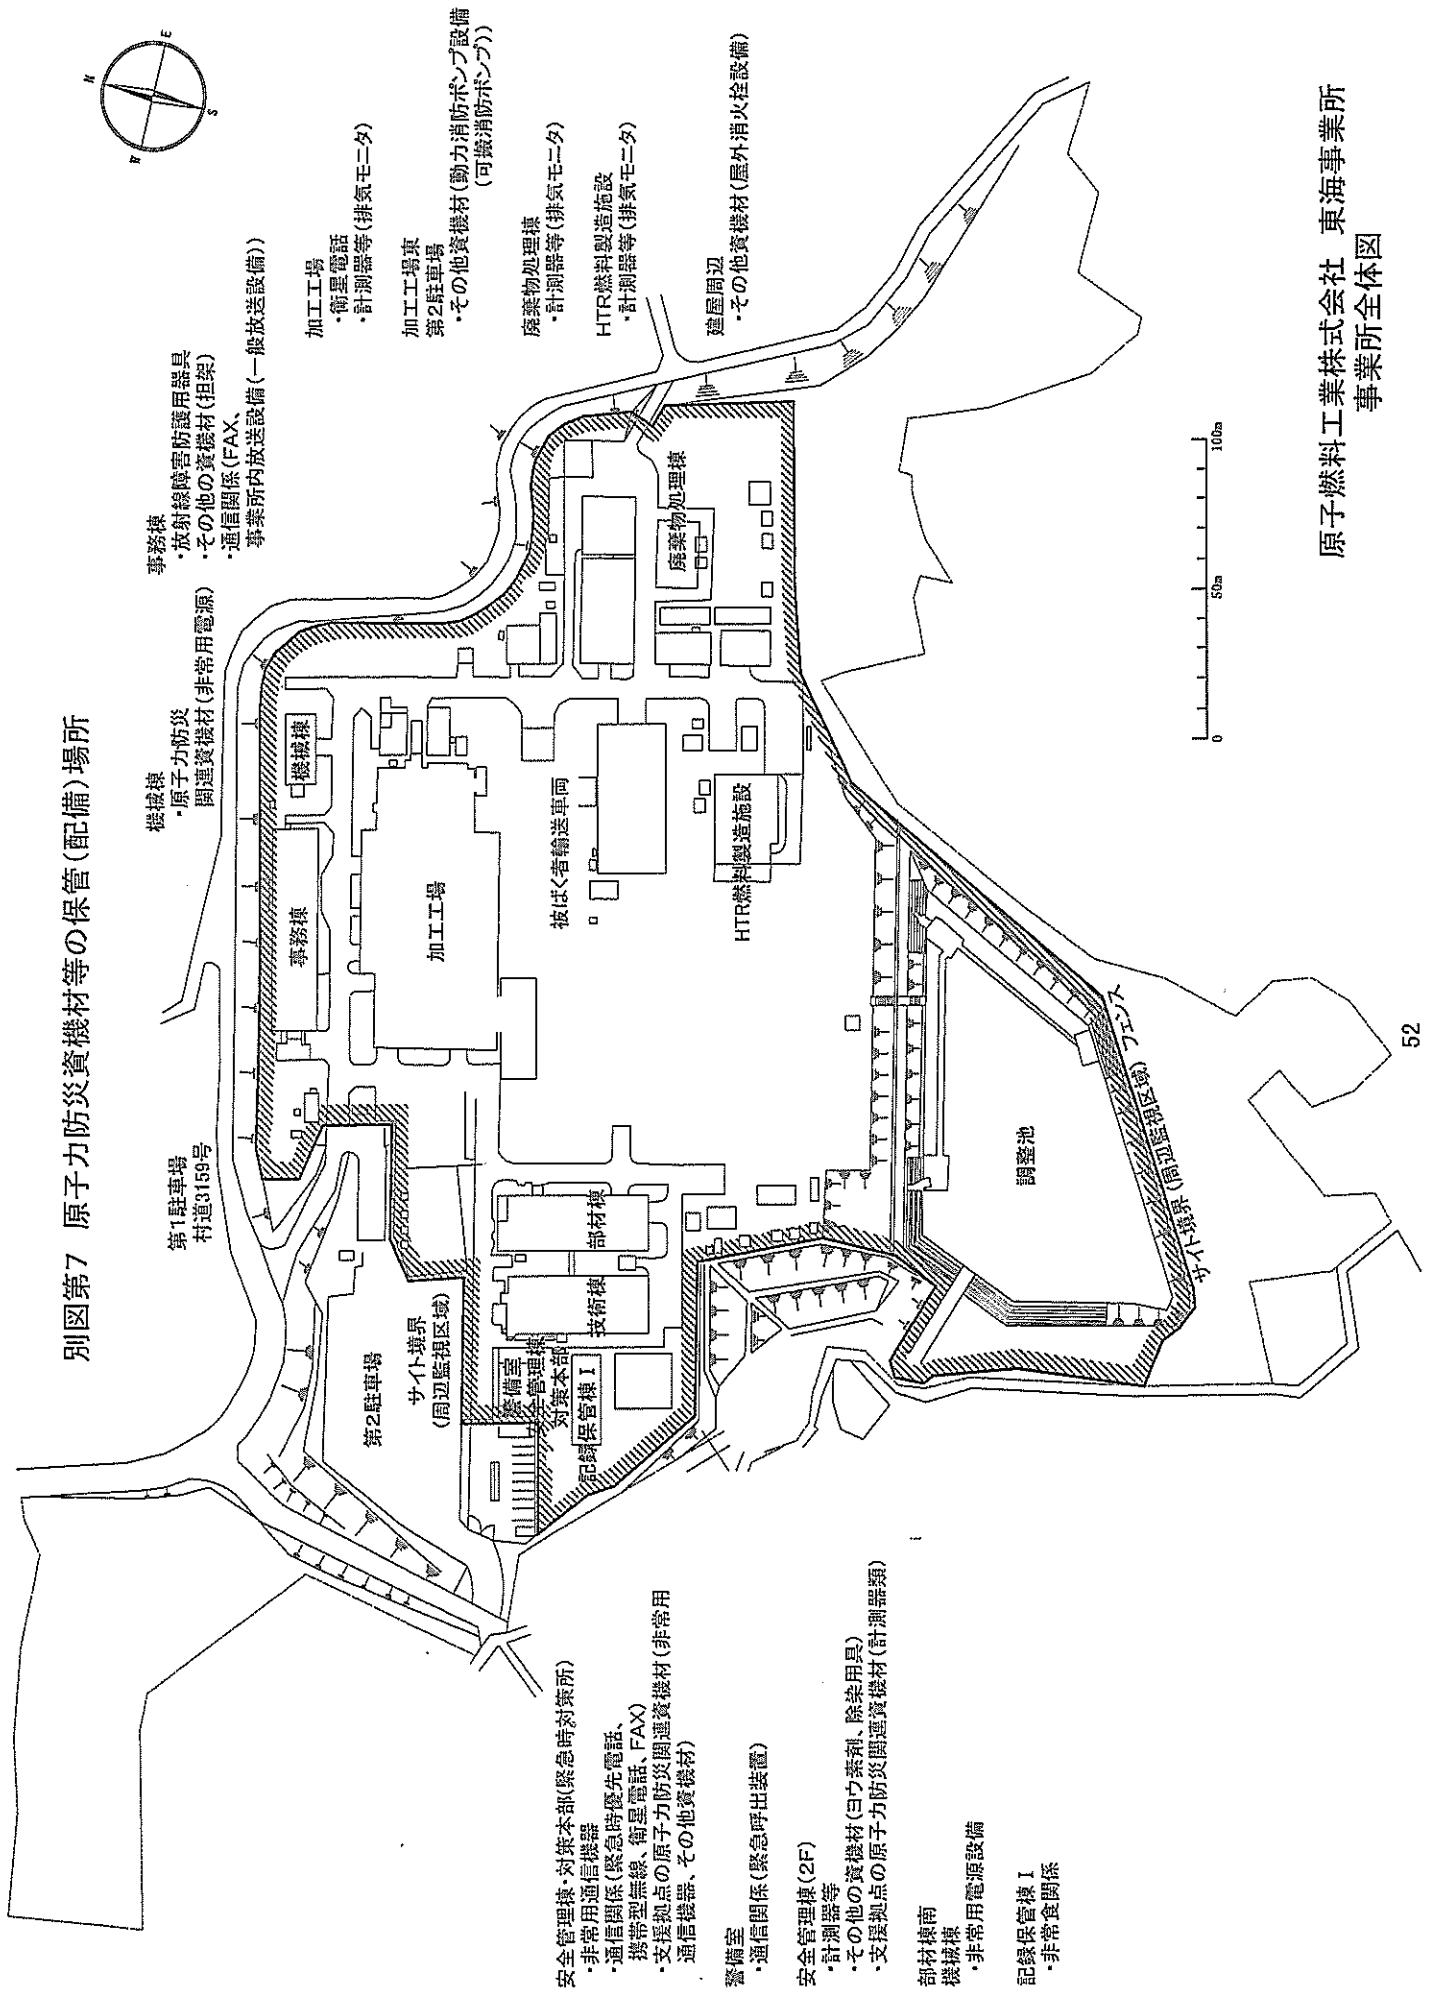 別図第7　原子力防災資機材等の保管(配備)場所
N
E
S
W
第1駐車場
村道3159号
機械棟
・原子力防災
関連資機材(非常用電源)
事務棟
・放射線障害防護用器具
・その他の資機材(担架)
・通信関係(FAX、
事業所内放送設備(一般放送設備))
加工工場
・衛星電話
・計測器等(排気モニタ)
加工工場東
第2駐車場
・その他資機材(動力消防ポンプ設備
(可搬消防ポンプ))
廃棄物処理棟
・計測器等(排気モニタ)
HTR燃料製造施設
・計測器等(排気モニタ)
建屋周辺
・その他資機材(屋外消火栓設備)
事務棟
機械棟
加工工場
第2駐車場
サイト境界
(周辺監視区域)
警備室
安全管理棟
対策本部
記録保管棟Ⅰ
技術棟
部材棟
被ばく者輸送車両
廃棄物処理棟
HTR燃料製造施設
調整池
サイト境界(周辺監視区域) フェンス
安全管理棟・対策本部(緊急時対策所)
・非常用通信機器
・通信関係(緊急時優先電話、
携帯型無線、衛星電話、FAX)
・支援拠点の原子力防災関連資機材(非常用
通信機器、その他資機材)
警備室
・通信関係(緊急呼出装置)
安全管理棟(2F)
・計測器等
・その他の資機材(ヨウ素剤、除染用具)
・支援拠点の原子力防災関連資機材(計測器類)
部材棟南
機械棟
・非常用電源設備
記録保管棟Ⅰ
・非常食関係
0
50m
100m
原子燃料工業株式会社　東海事業所
事業所全体図
52